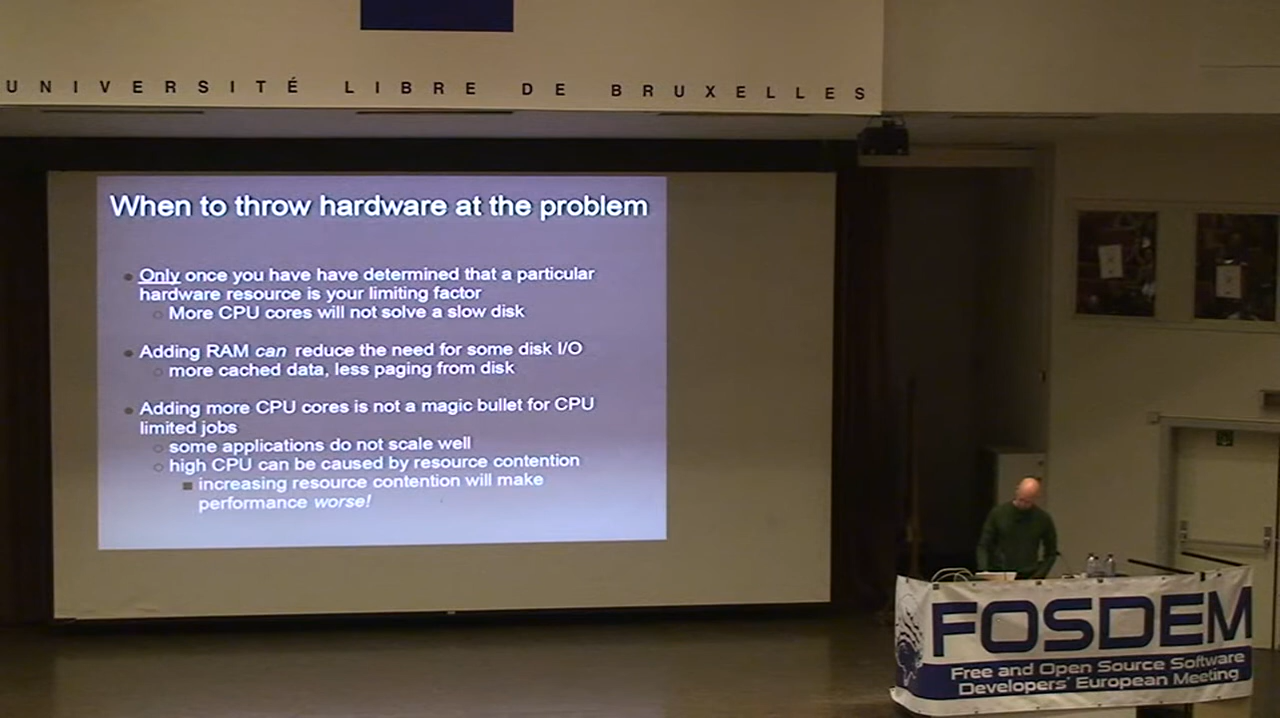 UNIVERSITÉ LIBRE DE BRUXELLES
When to throw hardware at the problem
Only once you have have determined that a particular
hardware resource is your limiting factor
More CPU cores will not solve a slow disk
Adding RAM can reduce the need for some disk I/O
more cached data, less paging from disk
Adding more CPU cores is not a magic bullet for CPU
limited jobs
some applications do not scale well
high CPU can be caused by resource contention
increasing resource contention will make
performance worse!
FOSDEM
Free and Open Source Software
Developers' European Meeting